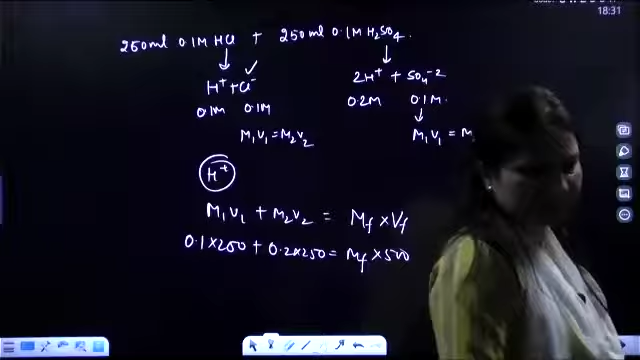 18:31
250ml 0.1M HCl + 250ml 0.1M H₂SO₄.
H⁺ + Cl⁻ 2H⁺ + SO₄⁻²
0.1M 0.1M 0.2M 0.1M.
M₁V₁ = M₂V₂ M₁V₁ = M
H⁺
M₁V₁ + M₂V₂ = Mf × Vf
0.1 × 250 + 0.2 × 250 = Mf × 500